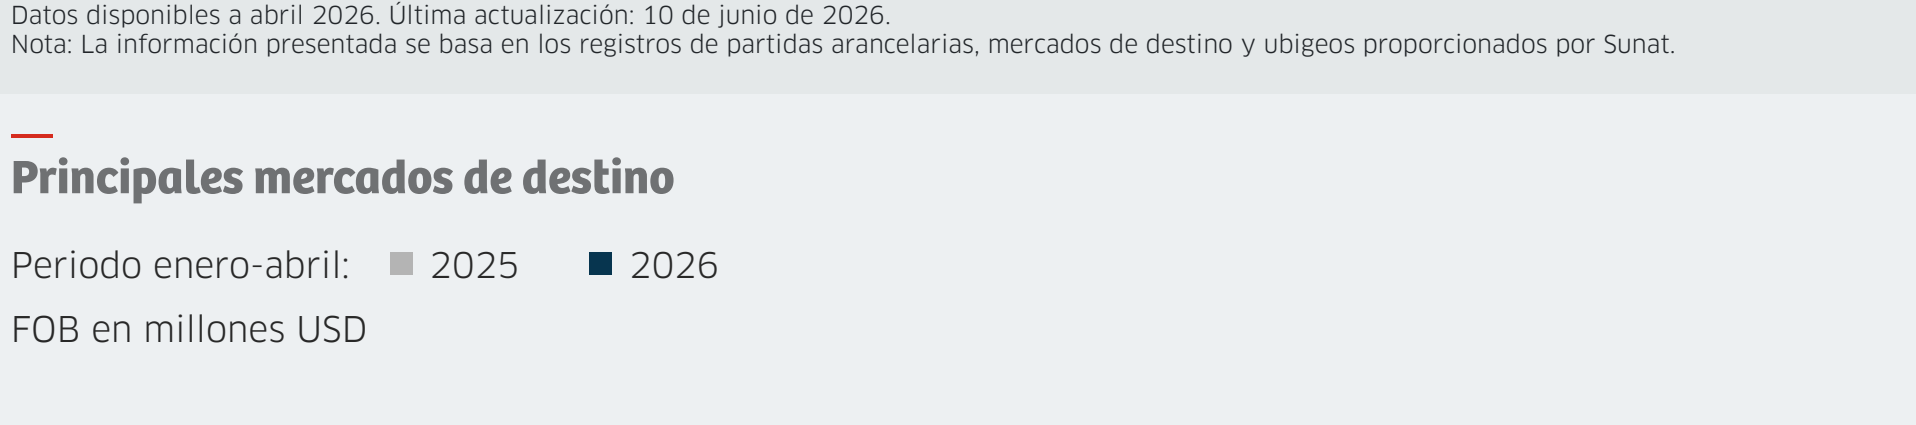 Datos disponibles a abril 2026. Última actualización: 10 de junio de 2026.
Nota: La información presentada se basa en los registros de partidas arancelarias, mercados de destino y ubigeos proporcionados por Sunat.
Principales mercados de destino
Periodo enero-abril: 2025 2026
FOB en millones USD